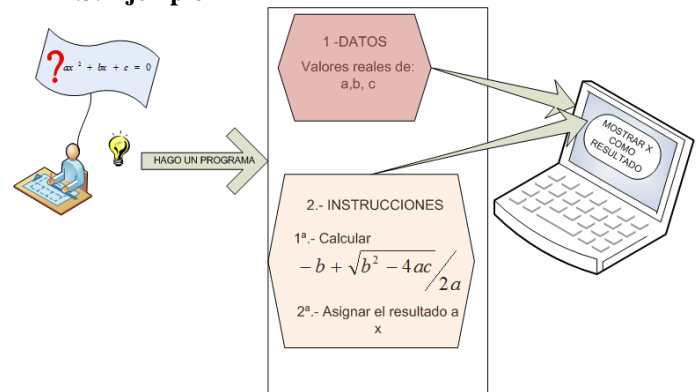 ? ax² + bx + c = 0
HAGO UN PROGRAMA
1 -DATOS
Valores reales de:
a,b, c
2.- INSTRUCCIONES
1ª.- Calcular
-b + √(b² - 4ac) / 2a
2ª.- Asignar el resultado a
x
MOSTRAR X
COMO
RESULTADO